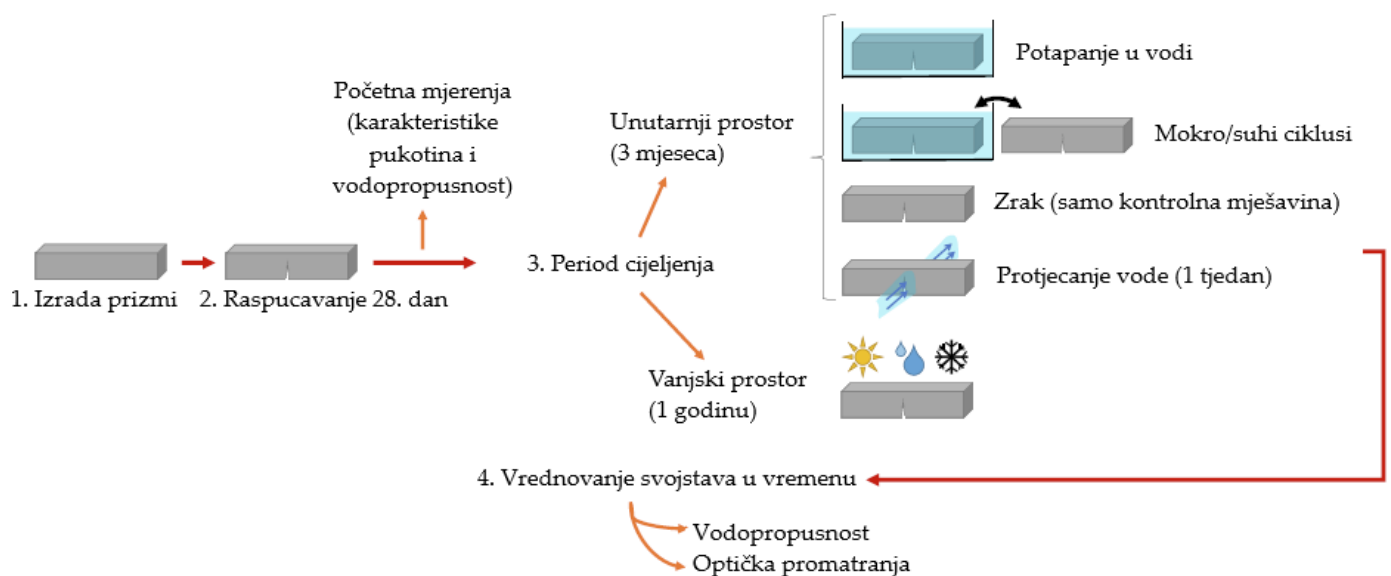 Početna mjerenja
(karakteristike
pukotina i
vodopropusnost)
Unutarnji prostor
(3 mjeseca)
Potapanje u vodi
Mokro/suhi ciklusi
Zrak (samo kontrolna mješavina)
Protjecanje vode (1 tjedan)
1. Izrada prizmi
2. Raspucavanje 28. dan
3. Period cijeljenja
Vanjski prostor
(1 godinu)
4. Vrednovanje svojstava u vremenu
Vodopropusnost
Optička promatranja